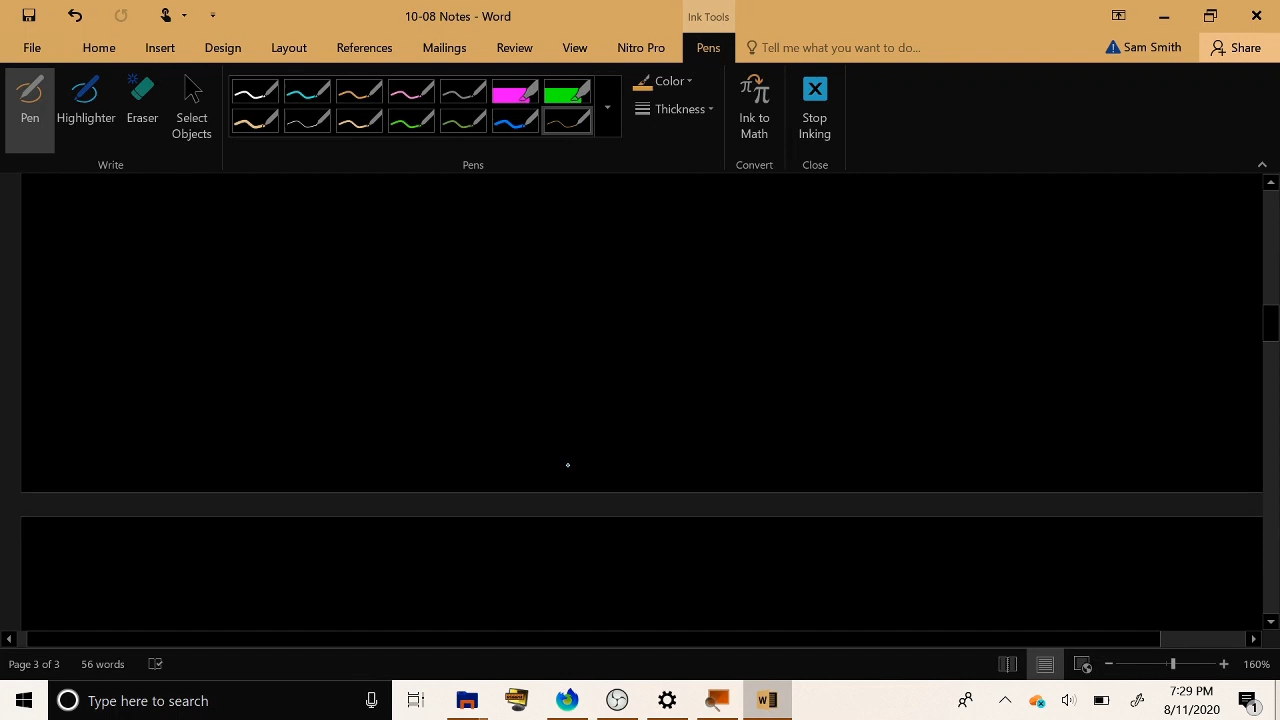 10-08 Notes - Word
Ink Tools
File Home Insert Design Layout References Mailings Review View Nitro Pro Pens Tell me what you want to do... Sam Smith Share
Pen Highlighter Eraser Select Objects
Color
Thickness
Ink to Math
Stop Inking
Write Pens Convert Close
Page 3 of 3 56 words 160%
Type here to search
7:29 PM
8/11/2020
1